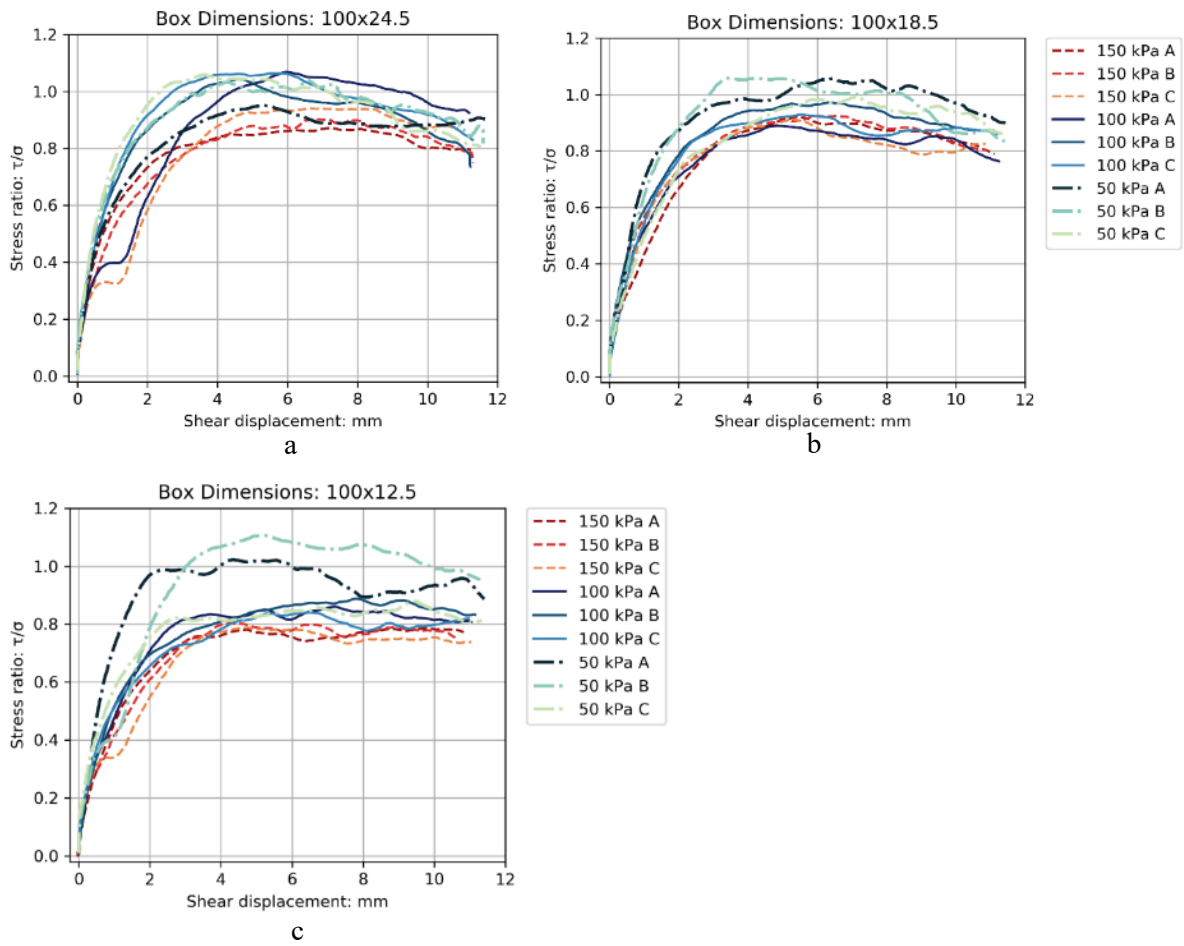 Box Dimensions: 100x24.5
1.2
1.0
0.8
0.6
0.4
0.2
0.0
Stress ratio: τ/σ
0 2 4 6 8 10 12
Shear displacement: mm
a
Box Dimensions: 100x18.5
1.2
1.0
0.8
0.6
0.4
0.2
0.0
Stress ratio: τ/σ
0 2 4 6 8 10 12
Shear displacement: mm
b
150 kPa A
150 kPa B
150 kPa C
100 kPa A
100 kPa B
100 kPa C
50 kPa A
50 kPa B
50 kPa C
Box Dimensions: 100x12.5
1.2
1.0
0.8
0.6
0.4
0.2
0.0
Stress ratio: τ/σ
0 2 4 6 8 10 12
Shear displacement: mm
c
150 kPa A
150 kPa B
150 kPa C
100 kPa A
100 kPa B
100 kPa C
50 kPa A
50 kPa B
50 kPa C